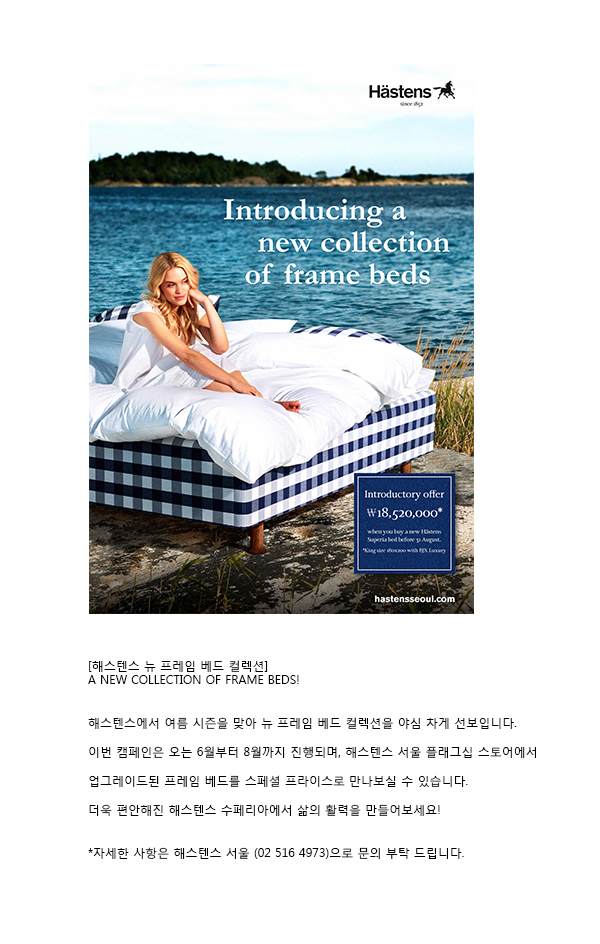 Hästens
since 1852
Introducing a
new collection
of frame beds
Introductory offer
₩18,520,000*
when you buy a new Hästens
Superia bed before 31 August.
*King size 180x200 with BJX Luxury
hastensseoul.com
[해스텐스 뉴 프레임 베드 컬렉션]
A NEW COLLECTION OF FRAME BEDS!
해스텐스에서 여름 시즌을 맞아 뉴 프레임 베드 컬렉션을 야심 차게 선보입니다.
이번 캠페인은 오는 6월부터 8월까지 진행되며, 해스텐스 서울 플래그십 스토어에서
업그레이드된 프레임 베드를 스페셜 프라이스로 만나보실 수 있습니다.
더욱 편안해진 해스텐스 수페리아에서 삶의 활력을 만들어보세요!
*자세한 사항은 해스텐스 서울 (02 516 4973)으로 문의 부탁 드립니다.